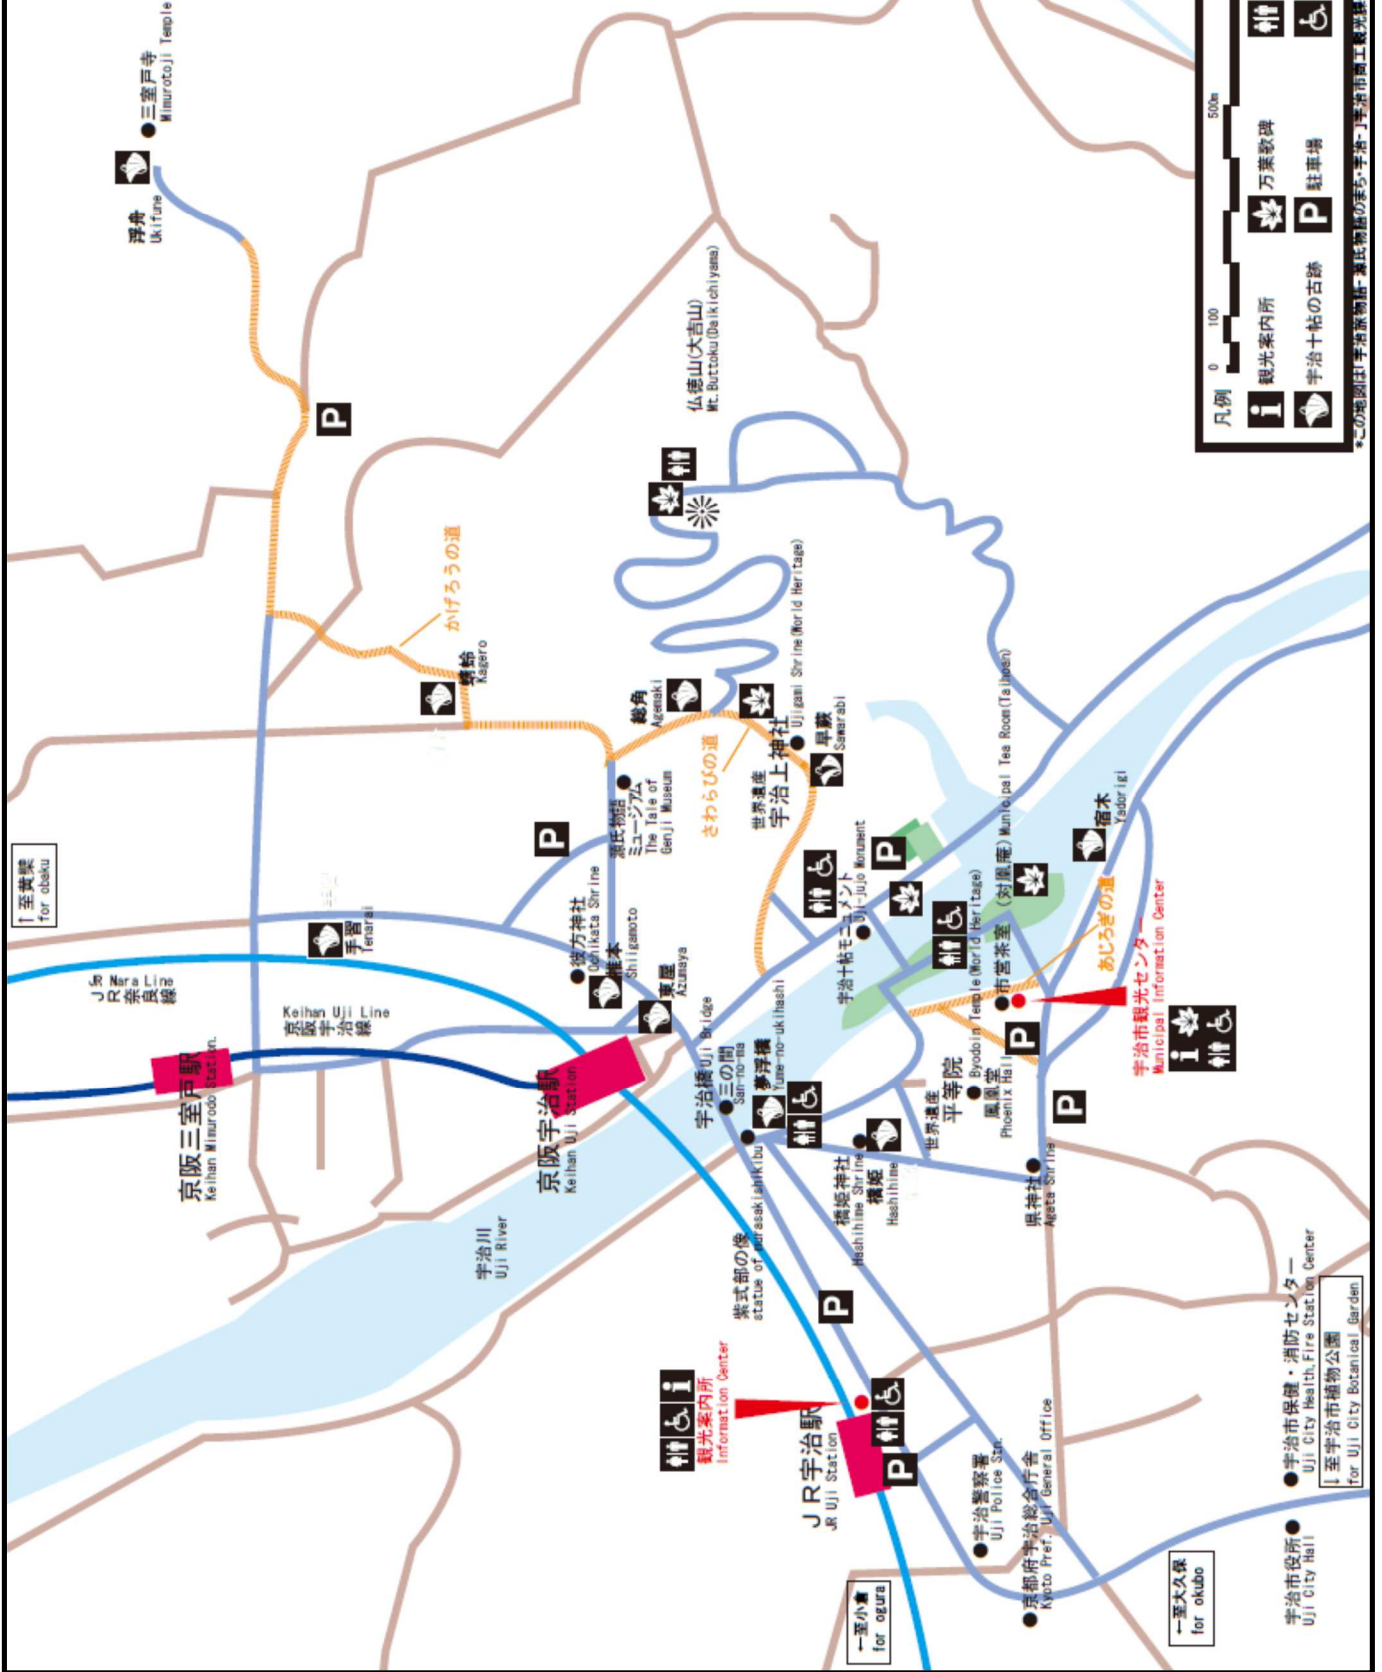 三室戸寺
Mimurotoji Temple
浮舟
Ukifune
↑至黄檗
for obaku
JR Nara Line
JR奈良線
Keihan Uji Line
京阪宇治線
京阪三室戸駅
Keihan Mimurodo Station.
手習
Tenarai
かげろうの道
蜻蛉
Kagero
京阪宇治駅
Keihan Uji Station
宇治川
Uji River
P
P
彼方神社
Ochikata Shrine
椎本
Shiigamoto
東屋
Azumaya
源氏物語
ミュージアム
The Tale of
Genji Museum
総角
Agemaki
さわらびの道
仏徳山(大吉山)
Mt.Buttoku(Daikichiyama)
世界遺産
宇治上神社
Ujigami Shrine(World Heritage)
早蕨
Sawarabi
宇治橋 Uji Bridge
三の間
San-no-ma
夢浮橋
Yume-no-ukihashi
紫式部の像
statue of murasakishikibu
宇治十帖モニュメント
Uji-jujo Monument
P
橋姫神社
Hashihime Shrine
橋姫
Hashihime
世界遺産
平等院
Byodoin Temple(World Heritage)
鳳凰堂
Phoenix Hall
市営茶室 (対鳳庵) Municipal Tea Room(Taihoan)
宿木
Yadorigi
あじろぎの道
宇治市観光センター
Municipal Information Center
i
P
P
県神社
Agata Shrine
i
観光案内所
Information Center
P
JR宇治駅
JR Uji Station
P
宇治警察署
Uji Police Stn.
京都府宇治総合庁舎
Kyoto Pref. Uji General Office
←至小倉
for ogura
←至大久保
for okubo
宇治市役所
Uji City Hall
宇治市保健・消防センター
Uji City Health,Fire Station Center
↓至宇治市植物公園
for Uji City Botanical Garden
凡例
0 100 500m
i 観光案内所
万葉歌碑
宇治十帖の古跡
P 駐車場